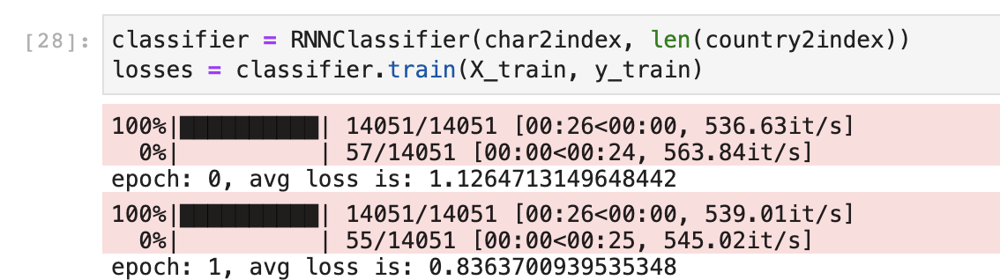 [28]: classifier = RNNClassifier(char2index, len(country2index))
losses = classifier.train(X_train, y_train)
100%|██████████| 14051/14051 [00:26<00:00, 536.63it/s]
0%| | 57/14051 [00:00<00:24, 563.84it/s]
epoch: 0, avg loss is: 1.1264713149648442
100%|██████████| 14051/14051 [00:26<00:00, 539.01it/s]
0%| | 55/14051 [00:00<00:25, 545.02it/s]
epoch: 1, avg loss is: 0.8363700939535348